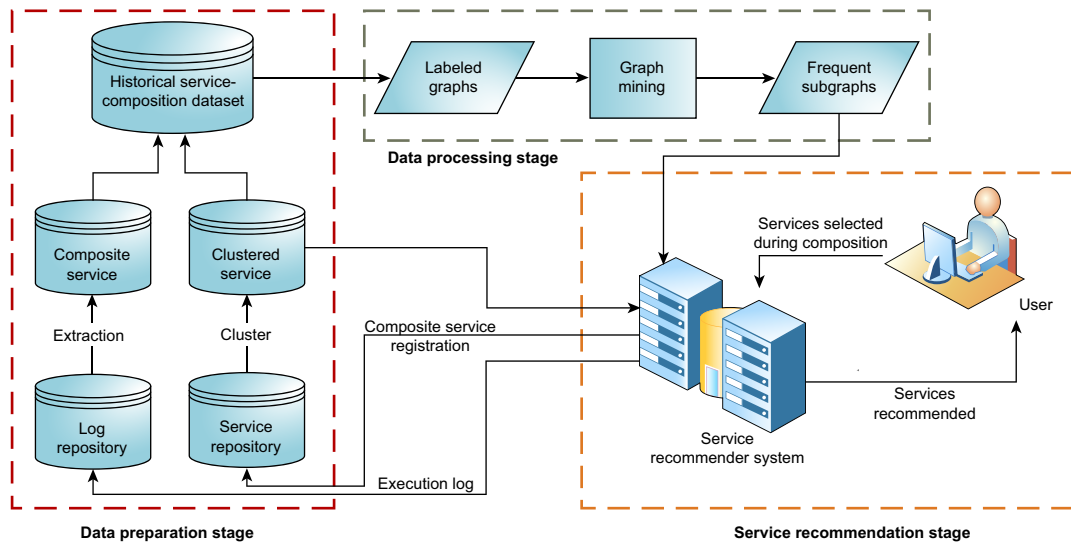 Historical service-
composition dataset
Labeled
graphs
Graph
mining
Frequent
subgraphs
Data processing stage
Composite
service
Clustered
service
Services selected
during composition
User
Extraction
Cluster
Composite service
registration
Services
recommended
Log
repository
Service
repository
Service
recommender system
Execution log
Data preparation stage
Service recommendation stage